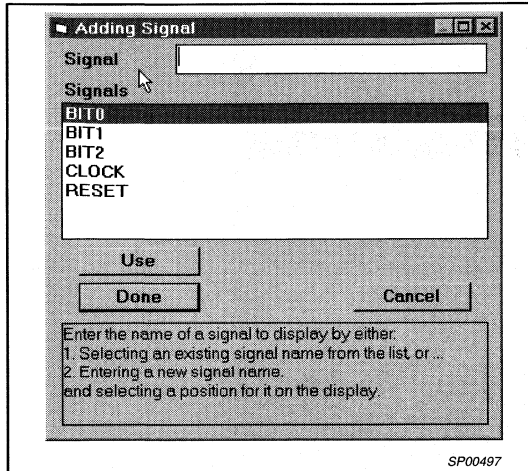 Adding Signal
Signal
Signals
BIT0
BIT1
BIT2
CLOCK
RESET
Use
Done
Cancel
Enter the name of a signal to display by either:
1. Selecting an existing signal name from the list, or ...
2. Entering a new signal name.
and selecting a position for it on the display.
SP00497